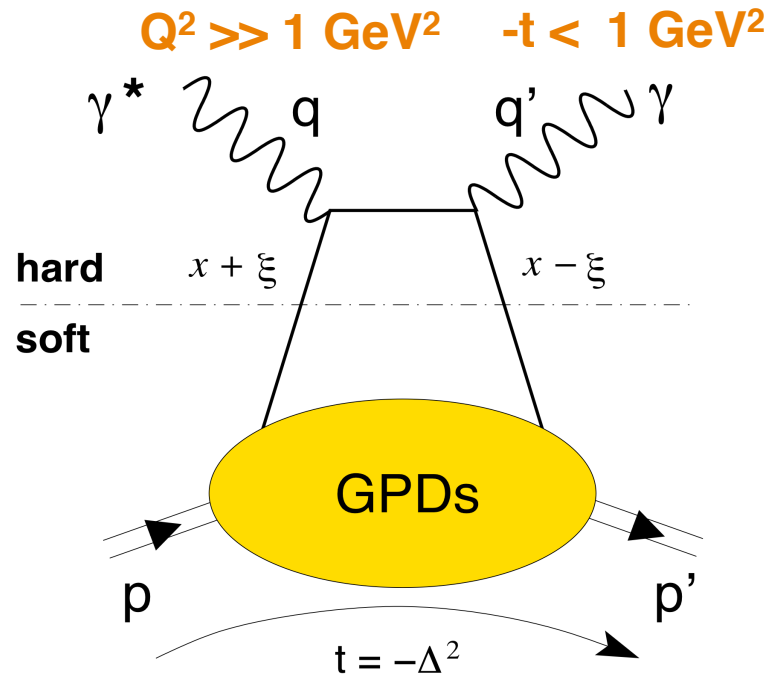 Q² >> 1 GeV² -t < 1 GeV²
γ* q q’ γ
hard x + ξ x − ξ
soft
GPDs
p p’
t = −Δ²